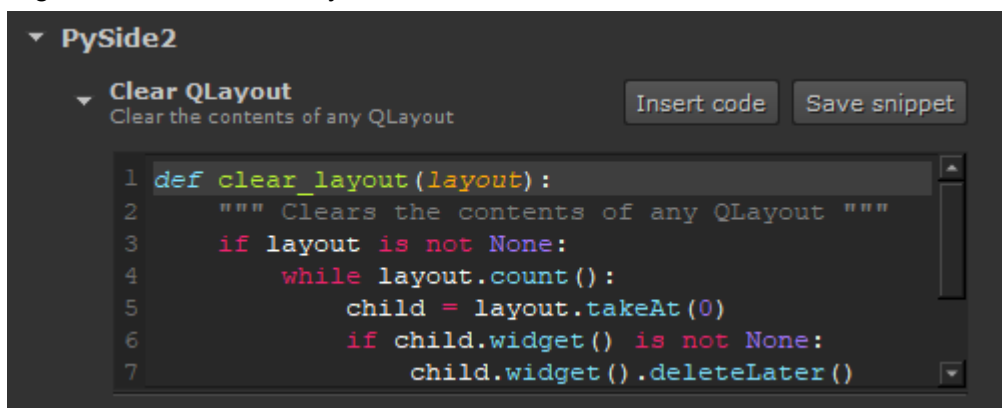 PySide2
Clear QLayout
Clear the contents of any QLayout
Insert code
Save snippet
1 def clear_layout(layout):
2     """ Clears the contents of any QLayout """
3     if layout is not None:
4         while layout.count():
5             child = layout.takeAt(0)
6             if child.widget() is not None:
7                 child.widget().deleteLater()